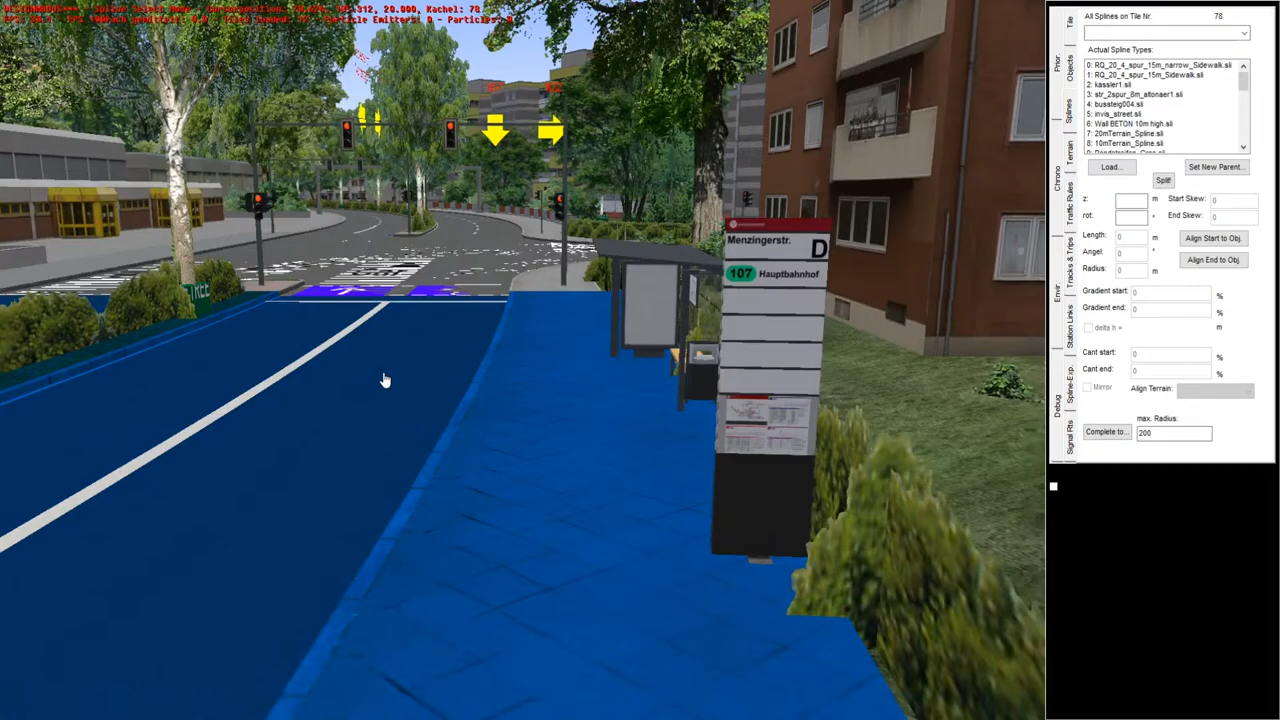 All Splines on Tile Nr. 78
Actual Spline Types:
0: RQ_20_4_spur_15m_narrow_Sidewalk.sli
1: RQ_20_4_spur_15m_Sidewalk.sli
2: kassler1.sli
3: str_2spur_8m_altonaer1.sli
4: bussteig004.sli
5: invis_street.sli
6: Wall BETON 10m high.sli
7: 20mTerrain_Spline.sli
8: 10mTerrain_Spline.sli
Load...
Set New Parent...
Split!
z: m
Start Skew: 0
rot: °
End Skew: 0
Length: 0 m
Align Start to Obj.
Angel: 0 °
Align End to Obj.
Radius: 0 m
Gradient start: 0 %
Gradient end: 0 %
delta h = m
Cant start: 0 %
Cant end: 0 %
Mirror
Align Terrain:
max. Radius:
Complete to...
200
Tile
Prior.
Objects
Splines
Terrain
Chrono
Traffic Rules
Tracks & Trips
Envir.
Station Links
Spline-Exp.
Debug
Signal Rts
Menzingerstr.
D
107 Hauptbahnhof
TREE